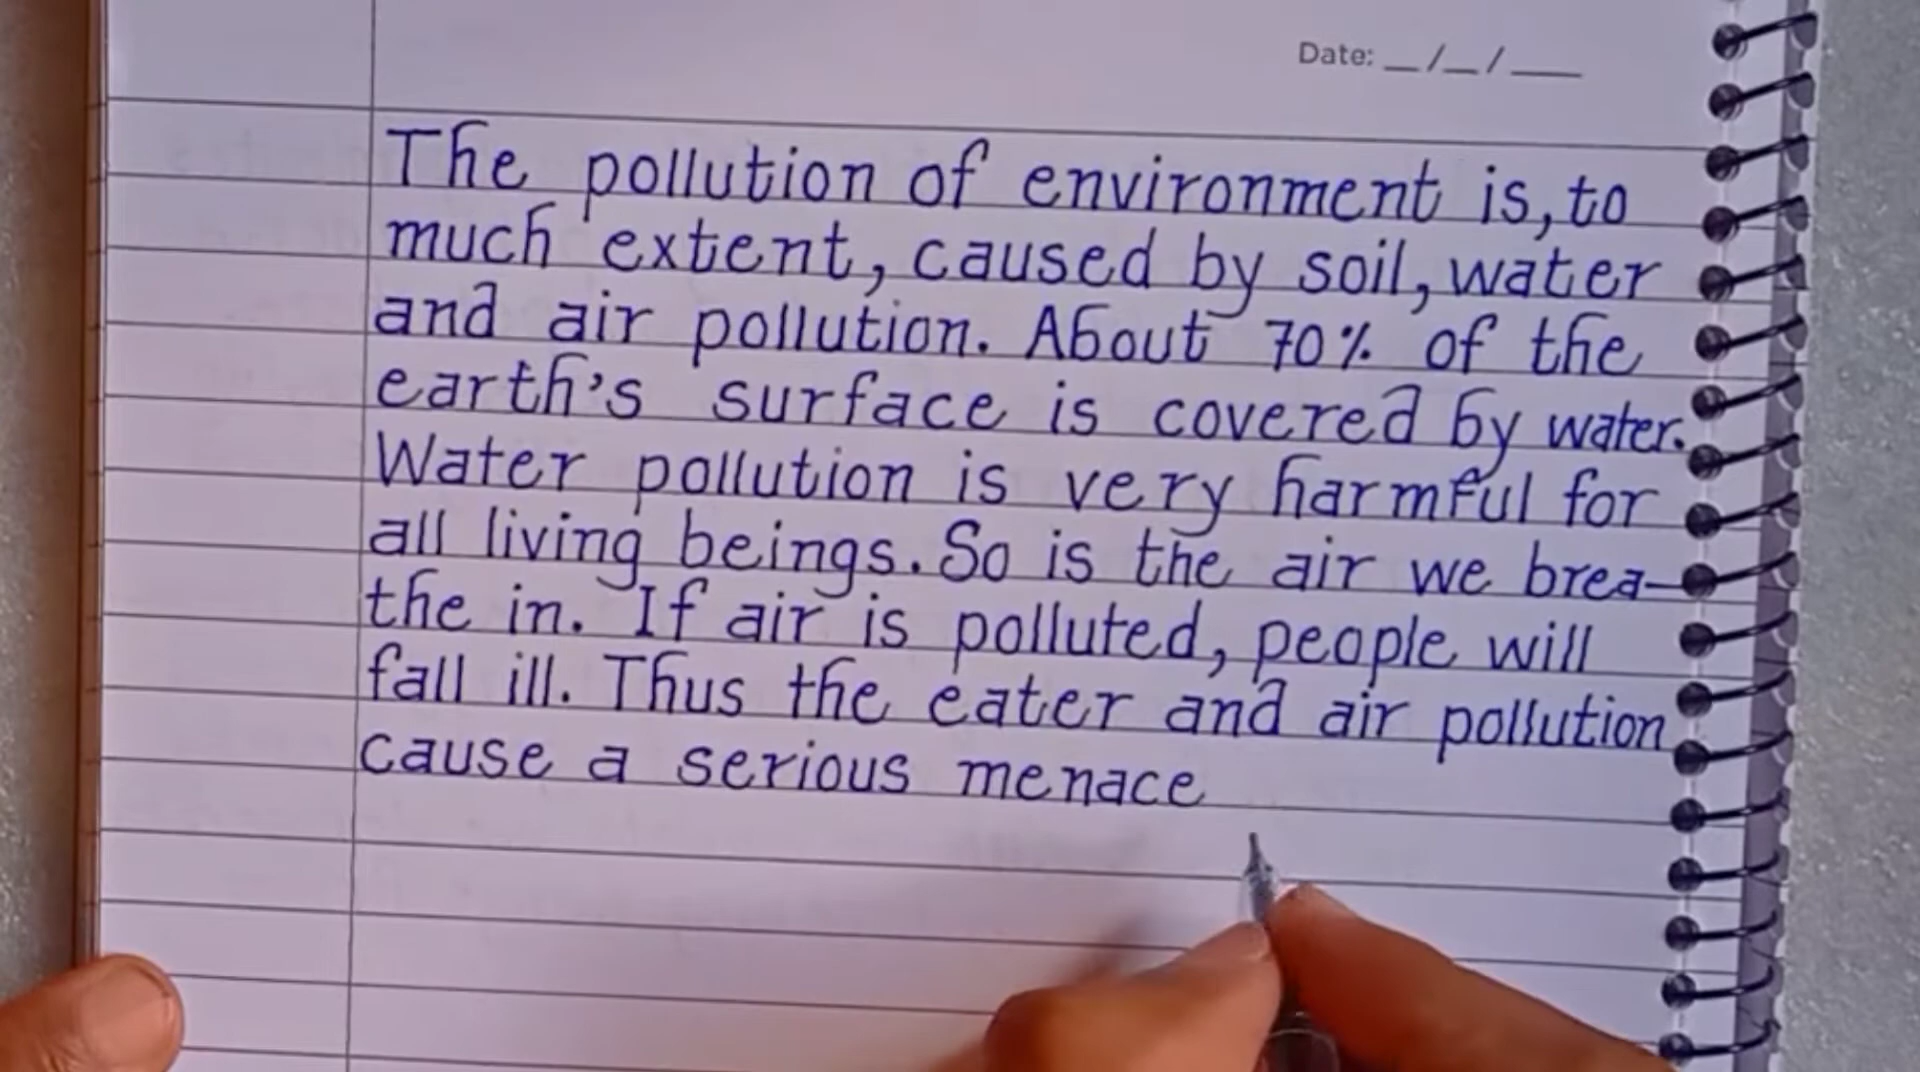 Date: __/__/___
The pollution of environment is, to
much extent, caused by soil, water
and air pollution. About 70% of the
earth's surface is covered by water.
Water pollution is very harmful for
all living beings. So is the air we brea-
the in. If air is polluted, people will
fall ill. Thus the eater and air pollution
cause a serious menace